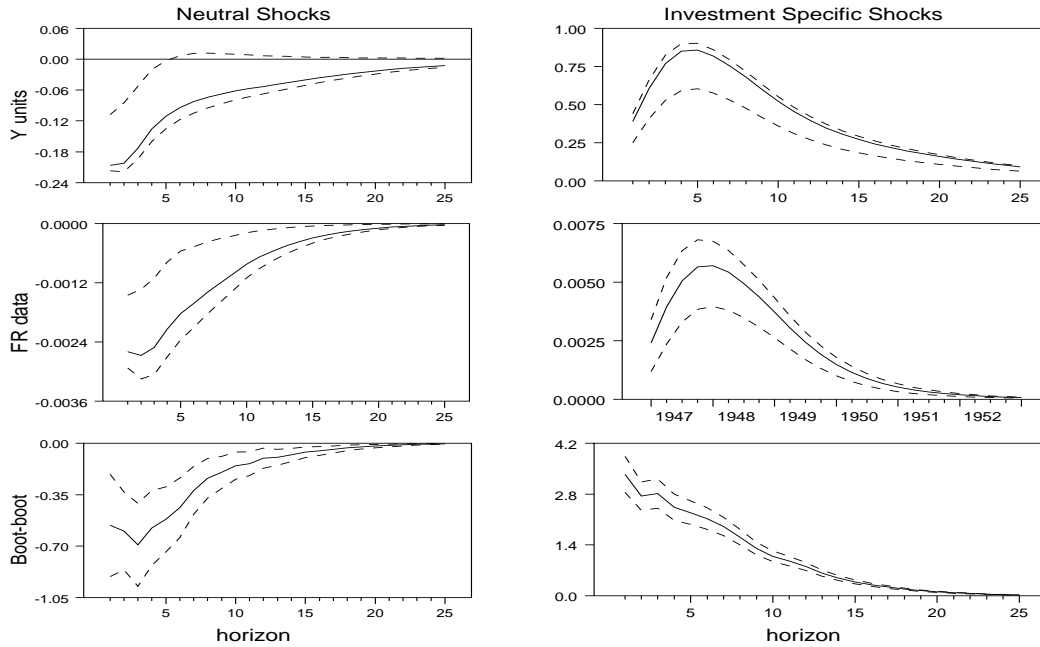 Neutral Shocks
Investment Specific Shocks
Y units
0.06
0.00
-0.06
-0.12
-0.18
-0.24
5 10 15 20 25
1.00
0.75
0.50
0.25
0.00
5 10 15 20 25
FR data
0.0000
-0.0012
-0.0024
-0.0036
5 10 15 20 25
0.0075
0.0050
0.0025
0.0000
1947 1948 1949 1950 1951 1952
Boot-boot
0.00
-0.35
-0.70
-1.05
5 10 15 20 25
horizon
4.2
2.8
1.4
0.0
5 10 15 20 25
horizon